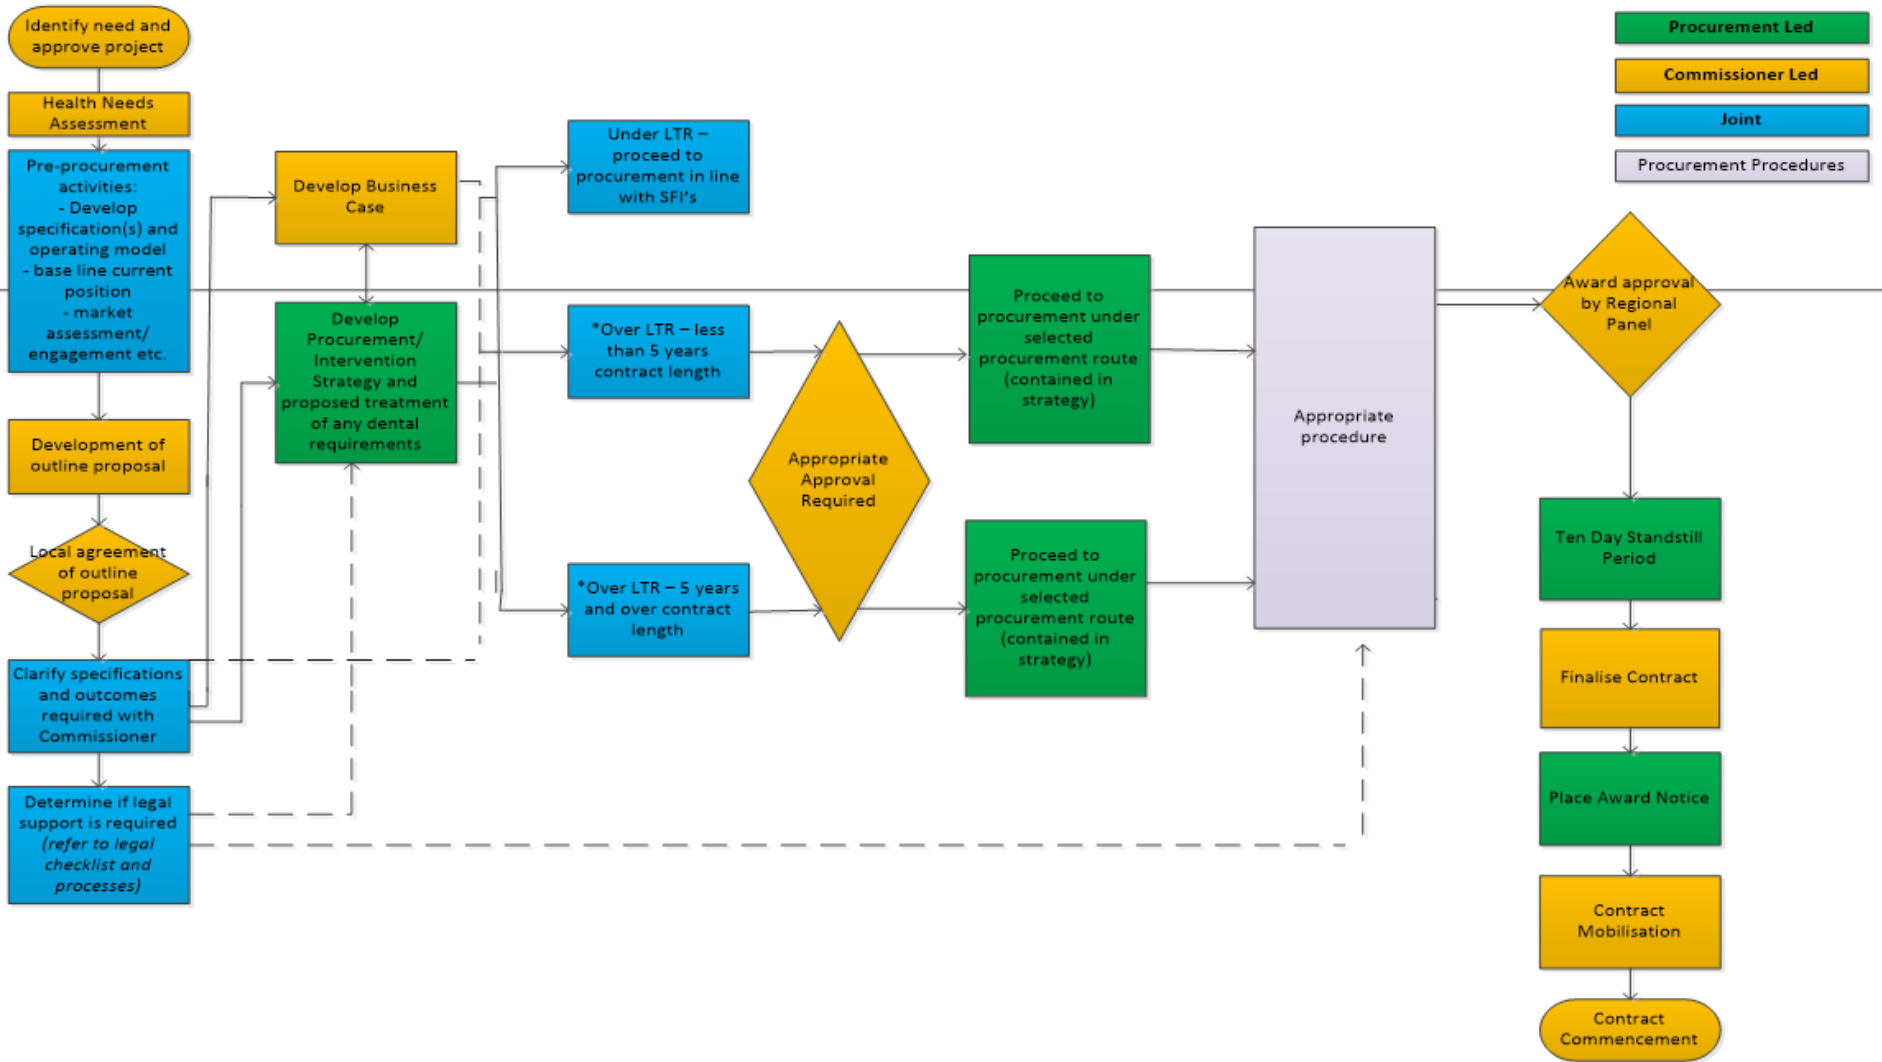 Identify need and
approve project
Health Needs
Assessment
Pre-procurement
activities:
- Develop
specification(s) and
operating model
- base line current
position
- market
assessment/
engagement etc.
Development of
outline proposal
Local agreement
of outline
proposal
Clarify specifications
and outcomes
required with
Commissioner
Determine if legal
support is required
(refer to legal
checklist and
processes)
Develop Business
Case
Develop
Procurement/
Intervention
Strategy and
proposed treatment
of any dental
requirements
Under LTR –
proceed to
procurement in line
with SFI's
*Over LTR – less
than 5 years
contract length
*Over LTR – 5 years
and over contract
length
Appropriate
Approval
Required
Proceed to
procurement under
selected
procurement route
(contained in
strategy)
Proceed to
procurement under
selected
procurement route
(contained in
strategy)
Appropriate
procedure
Procurement Led
Commissioner Led
Joint
Procurement Procedures
Award approval
by Regional
Panel
Ten Day Standstill
Period
Finalise Contract
Place Award Notice
Contract
Mobilisation
Contract
Commencement